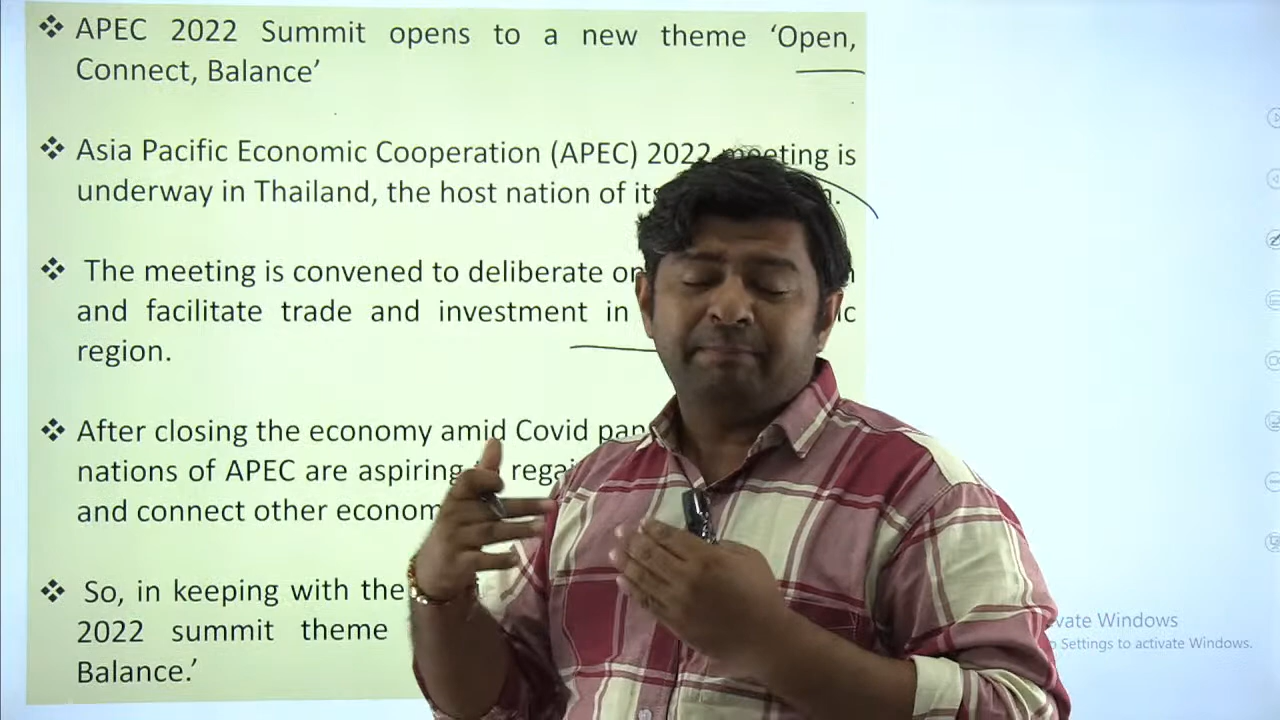 ❖ APEC 2022 Summit opens to a new theme ‘Open,
Connect, Balance’
❖ Asia Pacific Economic Cooperation (APEC) 2022 meeting is
underway in Thailand, the host nation of its
❖ The meeting is convened to deliberate on
and facilitate trade and investment in
region.
❖ After closing the economy amid Covid
nations of APEC are aspiring
and connect other
❖ So, in keeping with the
2022 summit theme
Balance.’
Windows
Settings to activate Windows.